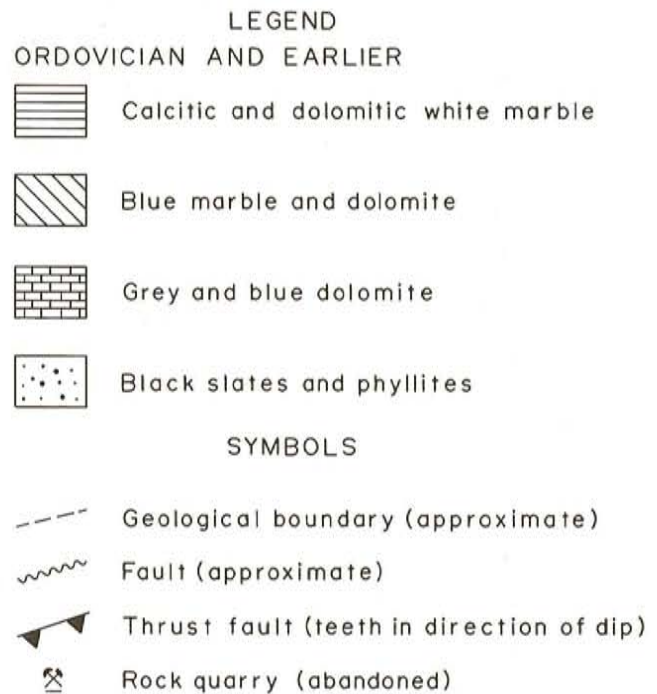 LEGEND
ORDOVICIAN AND EARLIER
Calcitic and dolomitic white marble
Blue marble and dolomite
Grey and blue dolomite
Black slates and phyllites
SYMBOLS
Geological boundary (approximate)
Fault (approximate)
Thrust fault (teeth in direction of dip)
Rock quarry (abandoned)